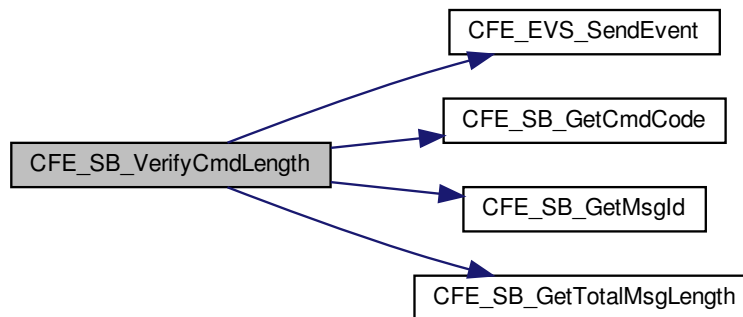 CFE_EVS_SendEvent
CFE_SB_GetCmdCode
CFE_SB_VerifyCmdLength
CFE_SB_GetMsgId
CFE_SB_GetTotalMsgLength